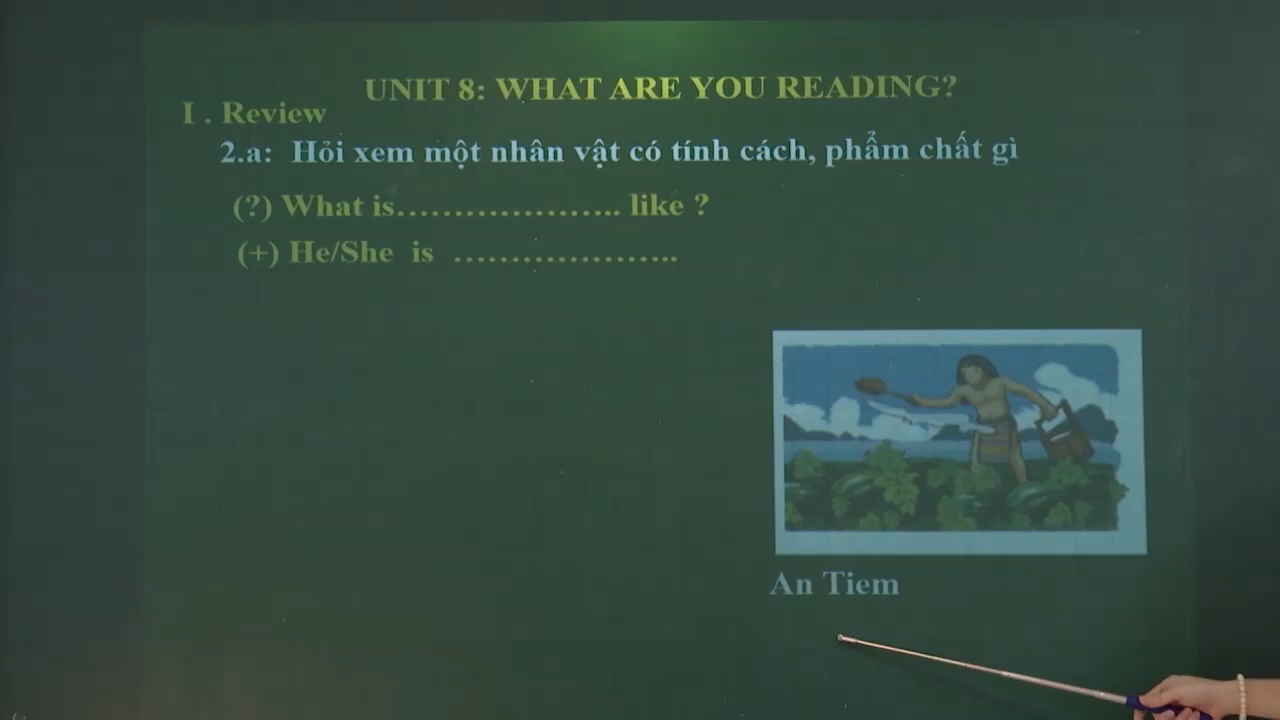 UNIT 8: WHAT ARE YOU READING?
I . Review
2.a: Hỏi xem một nhân vật có tính cách, phẩm chất gì
(?) What is……………….. like ?
(+) He/She is ………………..
An Tiem